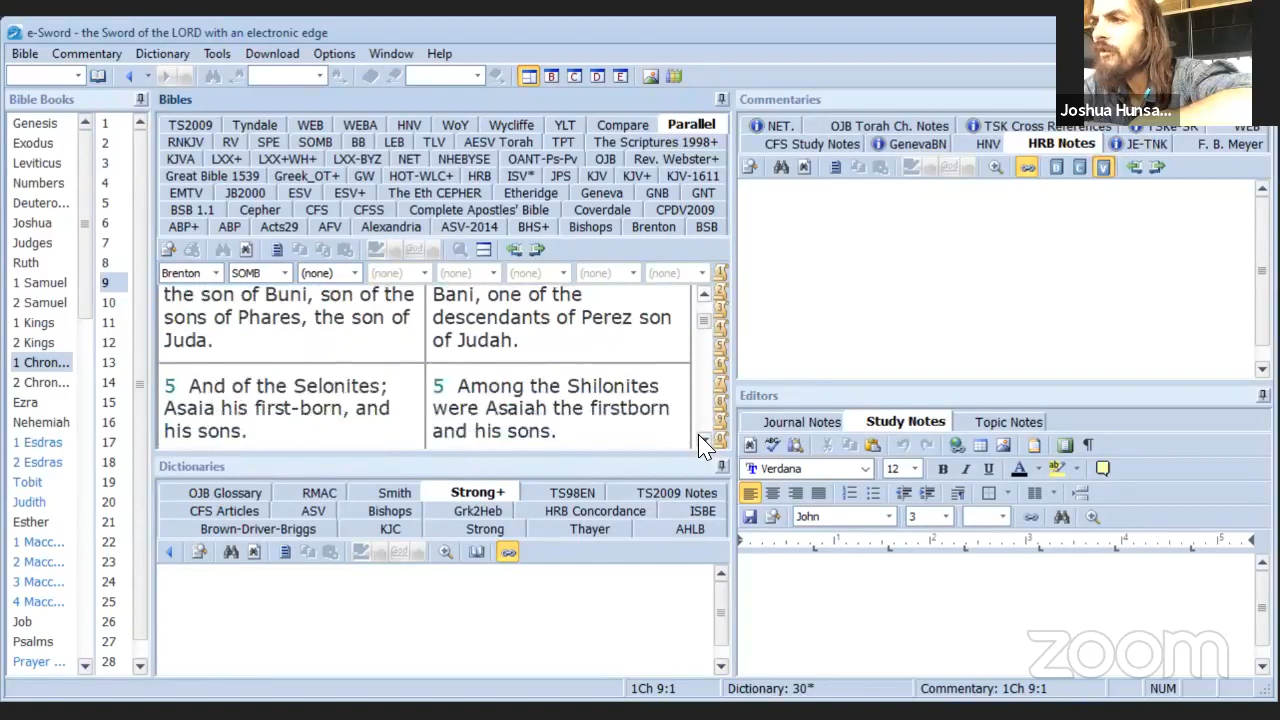 e-Sword - the Sword of the LORD with an electronic edge
Bible Commentary Dictionary Tools Download Options Window Help
Joshua Hunsa...
Bible Books
Genesis
Exodus
Leviticus
Numbers
Deutero...
Joshua
Judges
Ruth
1 Samuel
2 Samuel
1 Kings
2 Kings
1 Chron...
2 Chron...
Ezra
Nehemiah
1 Esdras
2 Esdras
Tobit
Judith
Esther
1 Macc...
2 Macc...
3 Macc...
4 Macc...
Job
Psalms
Prayer ...
1
2
3
4
5
6
7
8
9
10
11
12
13
14
15
16
17
18
19
20
21
22
23
24
25
26
27
28
Bibles
TS2009 Tyndale WEB WEBA HNV WoY Wycliffe YLT Compare Parallel
RNKJV RV SPE SOMB BB LEB TLV AESV Torah TPT The Scriptures 1998+
KJVA LXX+ LXX+WH+ LXX-BYZ NET NHEBYSE OANT-Ps-Pv OJB Rev. Webster+
Great Bible 1539 Greek_OT+ GW HOT-WLC+ HRB ISV* JPS KJV KJV+ KJV-1611
EMTV JB2000 ESV ESV+ The Eth CEPHER Etheridge Geneva GNB GNT
BSB 1.1 Cepher CFS CFSS Complete Apostles' Bible Coverdale CPDV2009
ABP+ ABP Acts29 AFV Alexandria ASV-2014 BHS+ Bishops Brenton BSB
Brenton SOMB (none) (none) (none) (none) (none) (none)
the son of Buni, son of the
sons of Phares, the son of
Juda.
5 And of the Selonites;
Asaia his first-born, and
his sons.
Bani, one of the
descendants of Perez son
of Judah.
5 Among the Shilonites
were Asaiah the firstborn
and his sons.
Dictionaries
OJB Glossary RMAC Smith Strong+ TS98EN TS2009 Notes
CFS Articles ASV Bishops Grk2Heb HRB Concordance ISBE
Brown-Driver-Briggs KJC Strong Thayer AHLB
Commentaries
NET. OJB Torah Ch. Notes TSK Cross References TSKe-SR WEB
CFS Study Notes GenevaBN HNV HRB Notes JE-TNK F. B. Meyer
B C V
Editors
Journal Notes Study Notes Topic Notes
Verdana 12 B I U A
John 3
1 2 3 4 5
zoom
1Ch 9:1 Dictionary: 30* Commentary: 1Ch 9:1 NUM